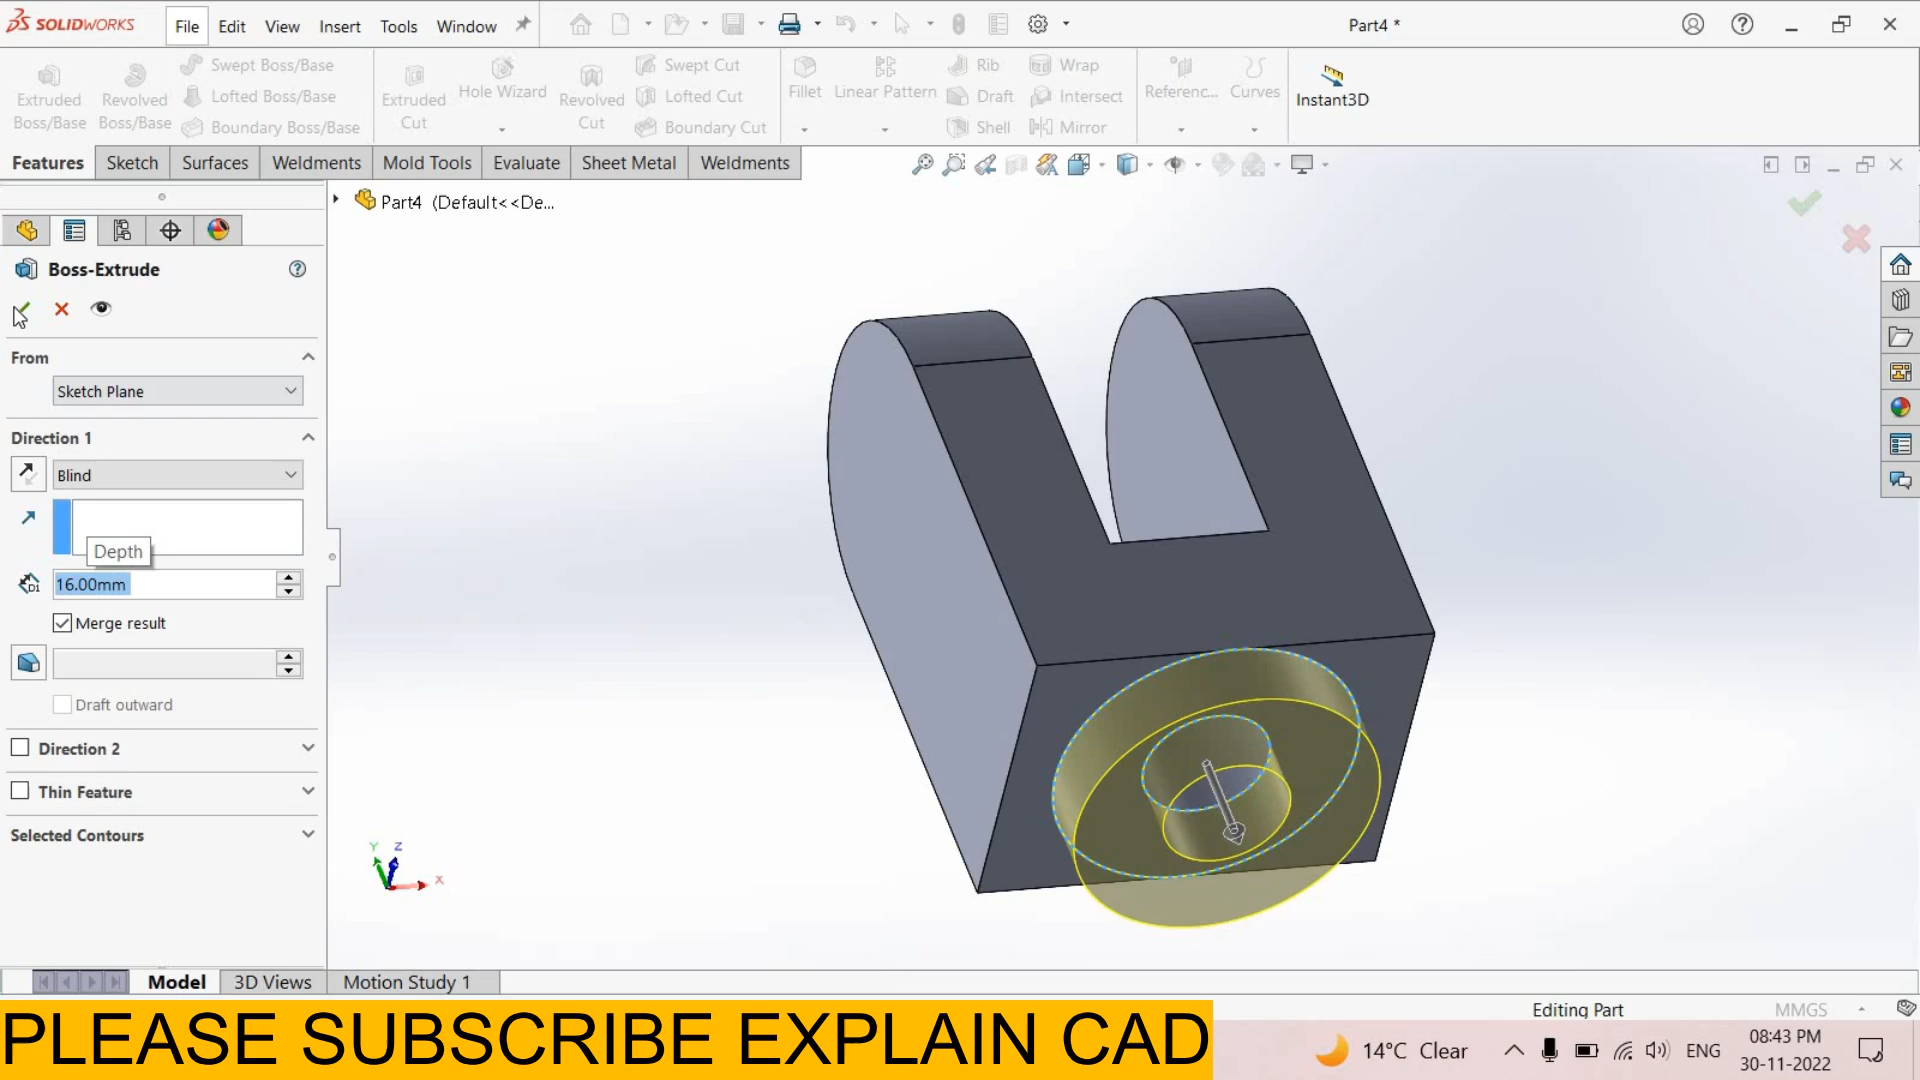 SOLIDWORKS File Edit View Insert Tools Window Part4 *
Extruded Boss/Base
Revolved Boss/Base
Swept Boss/Base
Lofted Boss/Base
Boundary Boss/Base
Extruded Cut
Hole Wizard
Revolved Cut
Swept Cut
Lofted Cut
Boundary Cut
Fillet
Linear Pattern
Rib
Draft
Shell
Wrap
Intersect
Mirror
Referenc...
Curves
Instant3D
Features Sketch Surfaces Weldments Mold Tools Evaluate Sheet Metal Weldments
Part4 (Default<<De...
Boss-Extrude
From
Sketch Plane
Direction 1
Blind
Depth
D1
16.00mm
Merge result
Draft outward
Direction 2
Thin Feature
Selected Contours
Y Z X
Model 3D Views Motion Study 1
Editing Part MMGS
PLEASE SUBSCRIBE EXPLAIN CAD
14°C Clear ENG 08:43 PM
30-11-2022